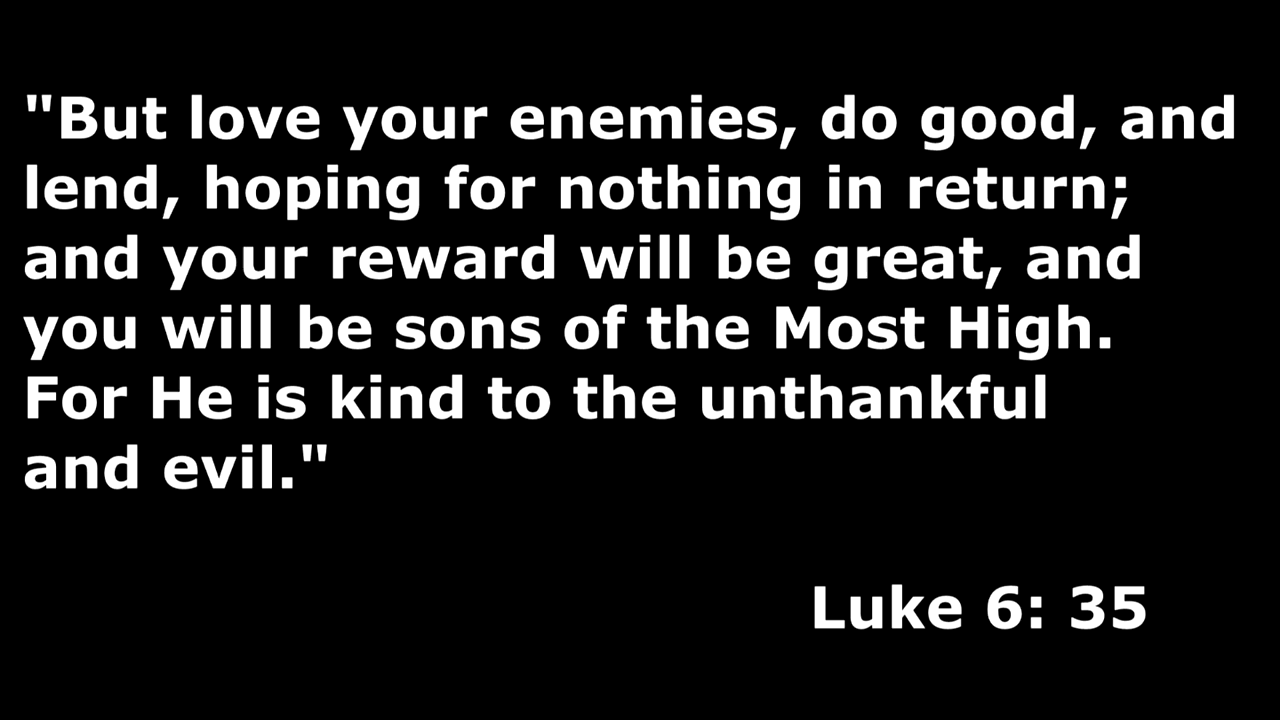 "But love your enemies, do good, and
lend, hoping for nothing in return;
and your reward will be great, and
you will be sons of the Most High.
For He is kind to the unthankful
and evil."
Luke 6: 35